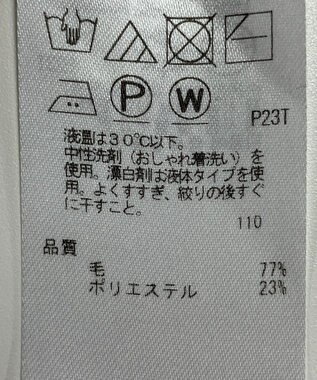 P
W
P23T
液温は30℃以下。
中性洗剤（おしゃれ着洗い）を
使用。漂白剤は液体タイプを使
用。よくすすぎ、絞りの後すぐ
に干すこと。
110
品質
毛 77%
ポリエステル 23%